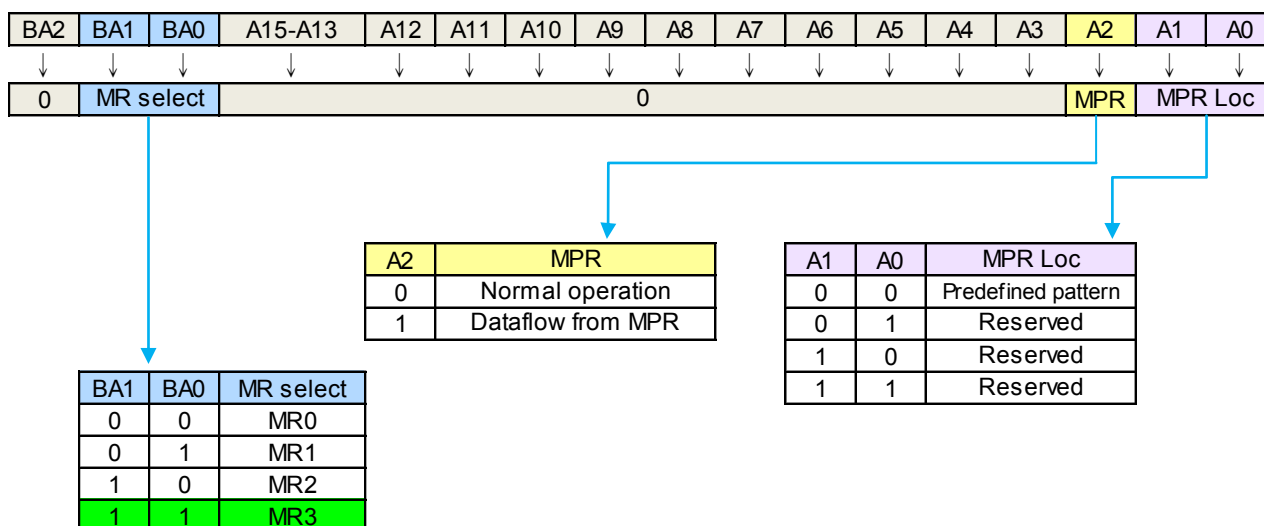 BA2 BA1 BA0 A15-A13 A12 A11 A10 A9 A8 A7 A6 A5 A4 A3 A2 A1 A0
0 MR select 0 MPR MPR Loc
A2 MPR
0 Normal operation
1 Dataflow from MPR
A1 A0 MPR Loc
0 0 Predefined pattern
0 1 Reserved
1 0 Reserved
1 1 Reserved
BA1 BA0 MR select
0 0 MR0
0 1 MR1
1 0 MR2
1 1 MR3